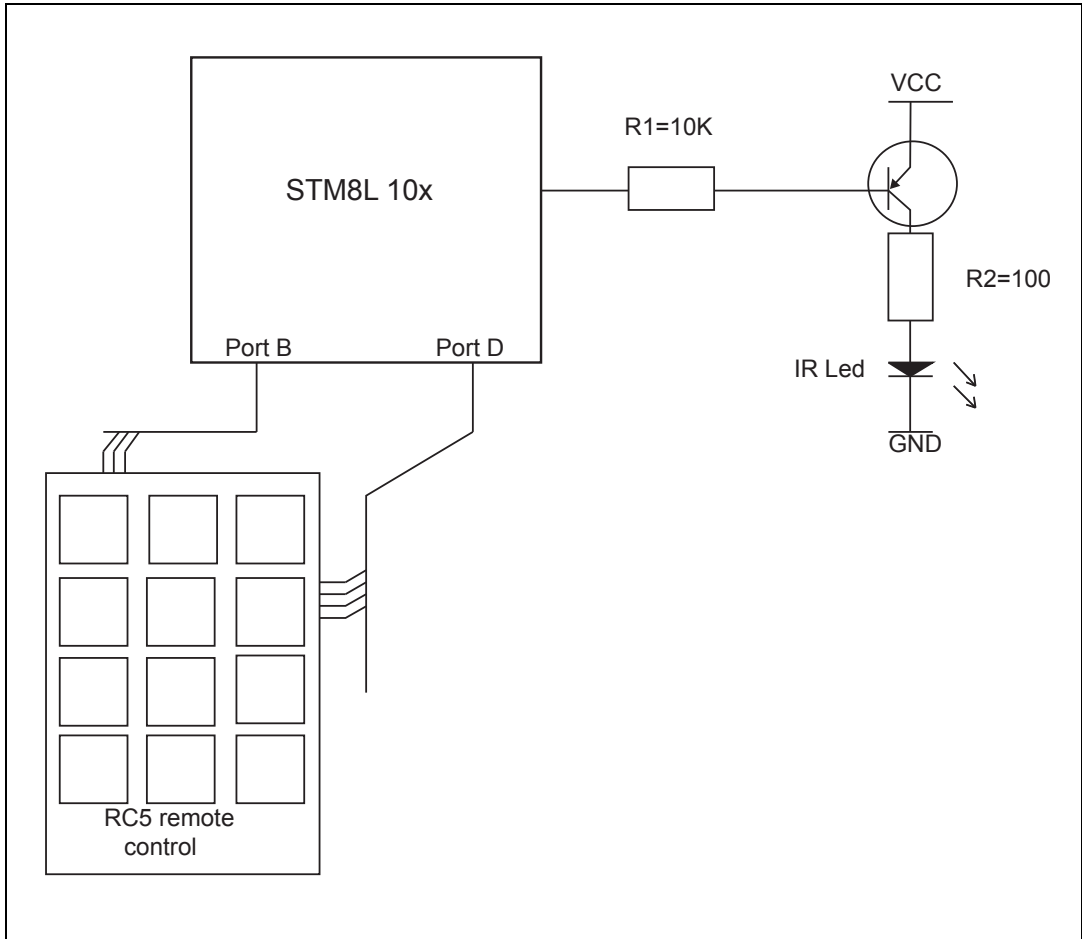 VCC
R1=10K
STM8L 10x
R2=100
Port B
Port D
IR Led
GND
RC5 remote
control